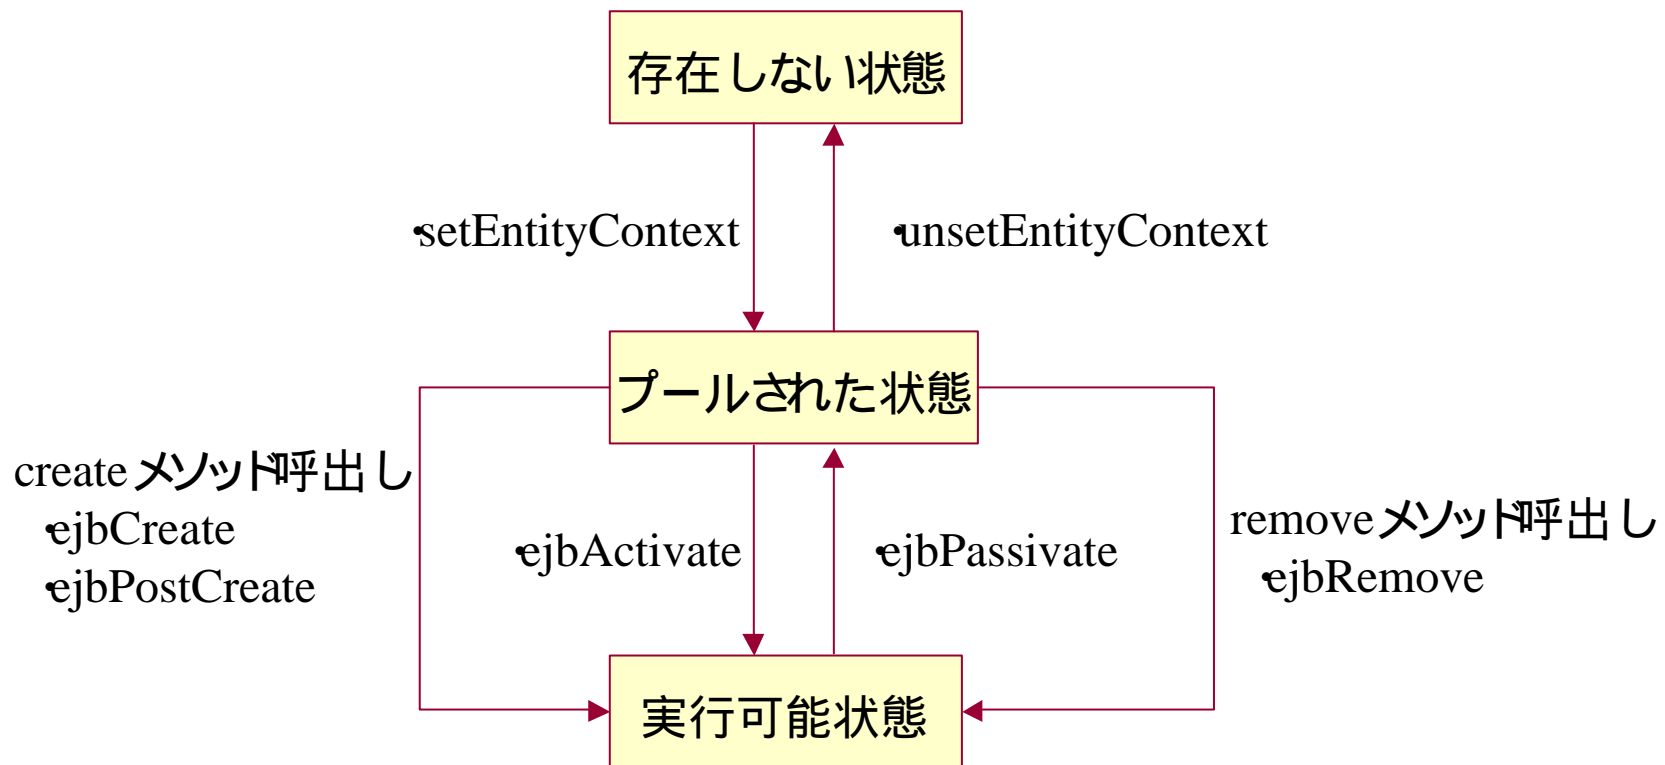 存在しない状態
・setEntityContext
・unsetEntityContext
プールされた状態
createメソッド呼出し
・ejbCreate
・ejbPostCreate
・ejbActivate
・ejbPassivate
removeメソッド呼出し
・ejbRemove
実行可能状態